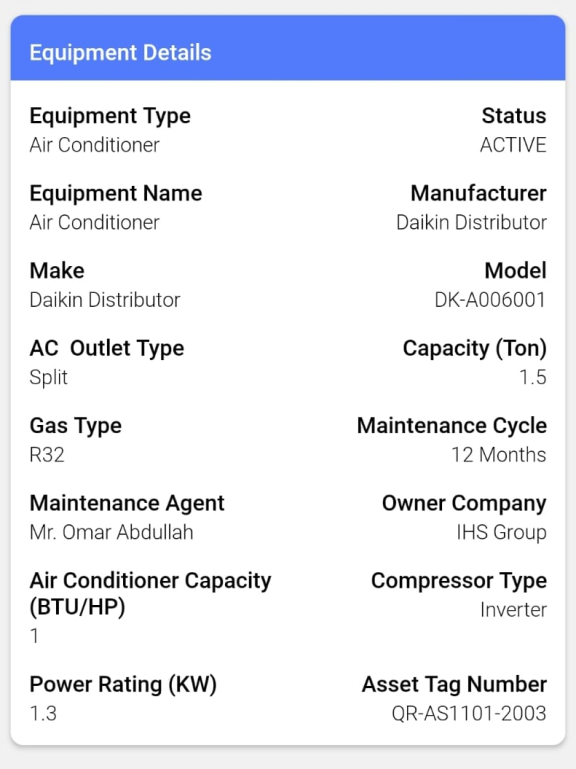 Equipment Details
Equipment Type Status
Air Conditioner ACTIVE
Equipment Name Manufacturer
Air Conditioner Daikin Distributor
Make Model
Daikin Distributor DK-A006001
AC  Outlet Type Capacity (Ton)
Split 1.5
Gas Type Maintenance Cycle
R32 12 Months
Maintenance Agent Owner Company
Mr. Omar Abdullah IHS Group
Air Conditioner Capacity Compressor Type
(BTU/HP) Inverter
1
Power Rating (KW) Asset Tag Number
1.3 QR-AS1101-2003